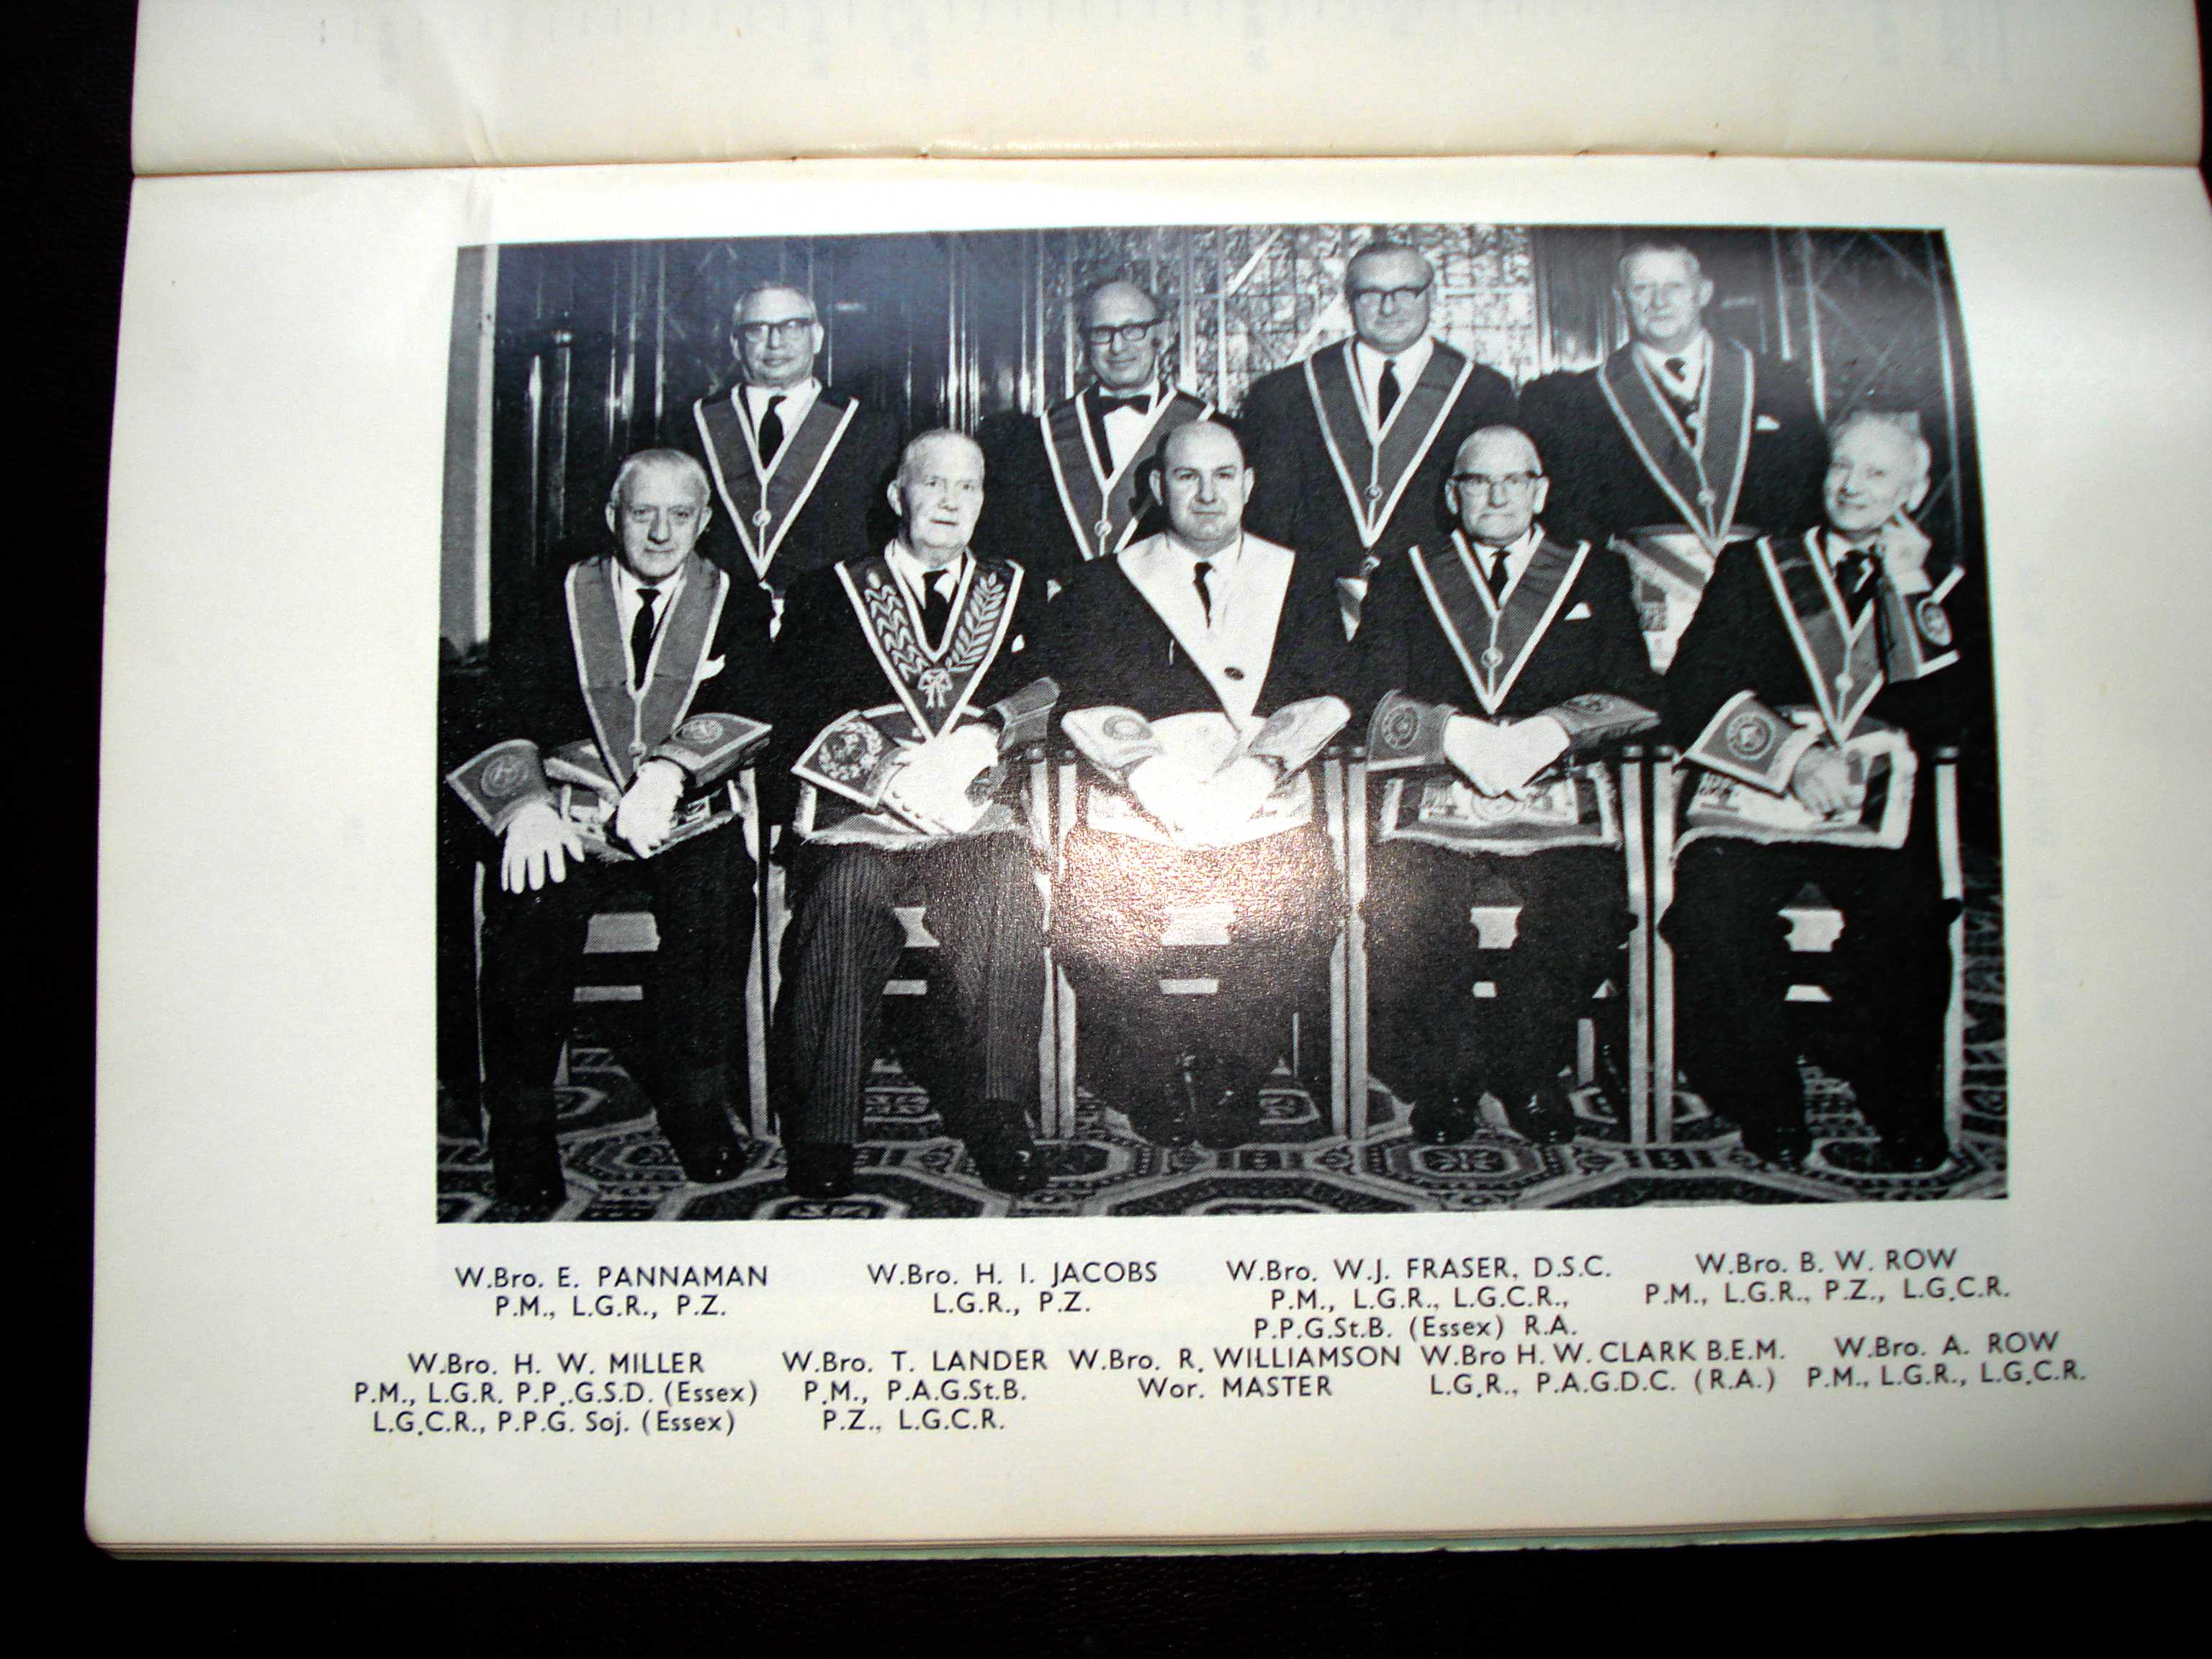 W.Bro. E. PANNAMAN
P.M., L.G.R., P.Z.
W.Bro. H. I. JACOBS
L.G.R., P.Z.
W.Bro. W.J. FRASER, D.S.C.
P.M., L.G.R., L.G.C.R.,
P.P.G.St.B. (Essex) R.A.
W.Bro. B. W. ROW
P.M., L.G.R., P.Z., L.G.C.R.
W.Bro. H. W. MILLER
P.M., L.G.R. P.P..G.S.D. (Essex)
L.G.C.R., P.P.G. Soj. (Essex)
W.Bro. T. LANDER
P.M., P.A.G.St.B.
P.Z., L.G.C.R.
W.Bro. R. WILLIAMSON
Wor. MASTER
W.Bro H. W. CLARK B.E.M.
L.G.R., P.A.G.D.C. (R.A.)
W.Bro. A. ROW
P.M., L.G.R., L.G.C.R.